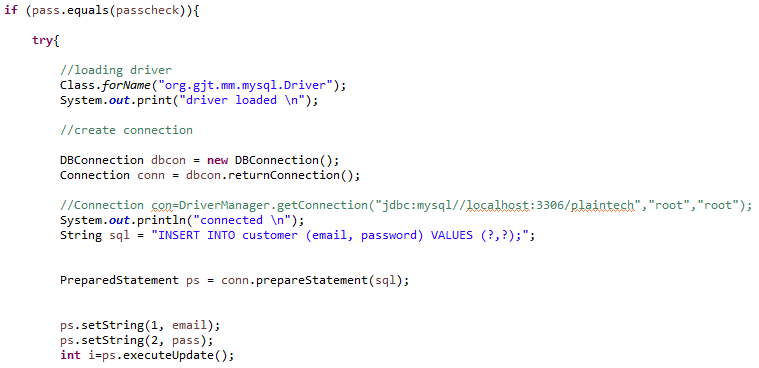 if (pass.equals(passcheck)){
try{
//loading driver
Class.forName("org.gjt.mm.mysql.Driver");
System.out.print("driver loaded \n");
//create connection
DBConnection dbcon = new DBConnection();
Connection conn = dbcon.returnConnection();
//Connection con=DriverManager.getConnection("jdbc:mysql//localhost:3306/plaintech","root","root");
System.out.println("connected \n");
String sql = "INSERT INTO customer (email, password) VALUES (?,?);";
PreparedStatement ps = conn.prepareStatement(sql);
ps.setString(1, email);
ps.setString(2, pass);
int i=ps.executeUpdate();